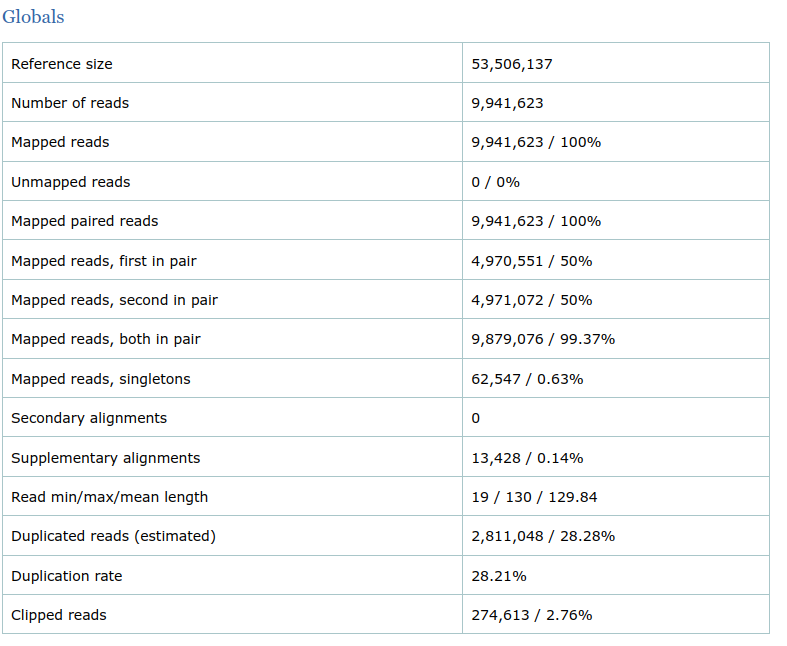 Globals
Reference size 53,506,137
Number of reads 9,941,623
Mapped reads 9,941,623 / 100%
Unmapped reads 0 / 0%
Mapped paired reads 9,941,623 / 100%
Mapped reads, first in pair 4,970,551 / 50%
Mapped reads, second in pair 4,971,072 / 50%
Mapped reads, both in pair 9,879,076 / 99.37%
Mapped reads, singletons 62,547 / 0.63%
Secondary alignments 0
Supplementary alignments 13,428 / 0.14%
Read min/max/mean length 19 / 130 / 129.84
Duplicated reads (estimated) 2,811,048 / 28.28%
Duplication rate 28.21%
Clipped reads 274,613 / 2.76%